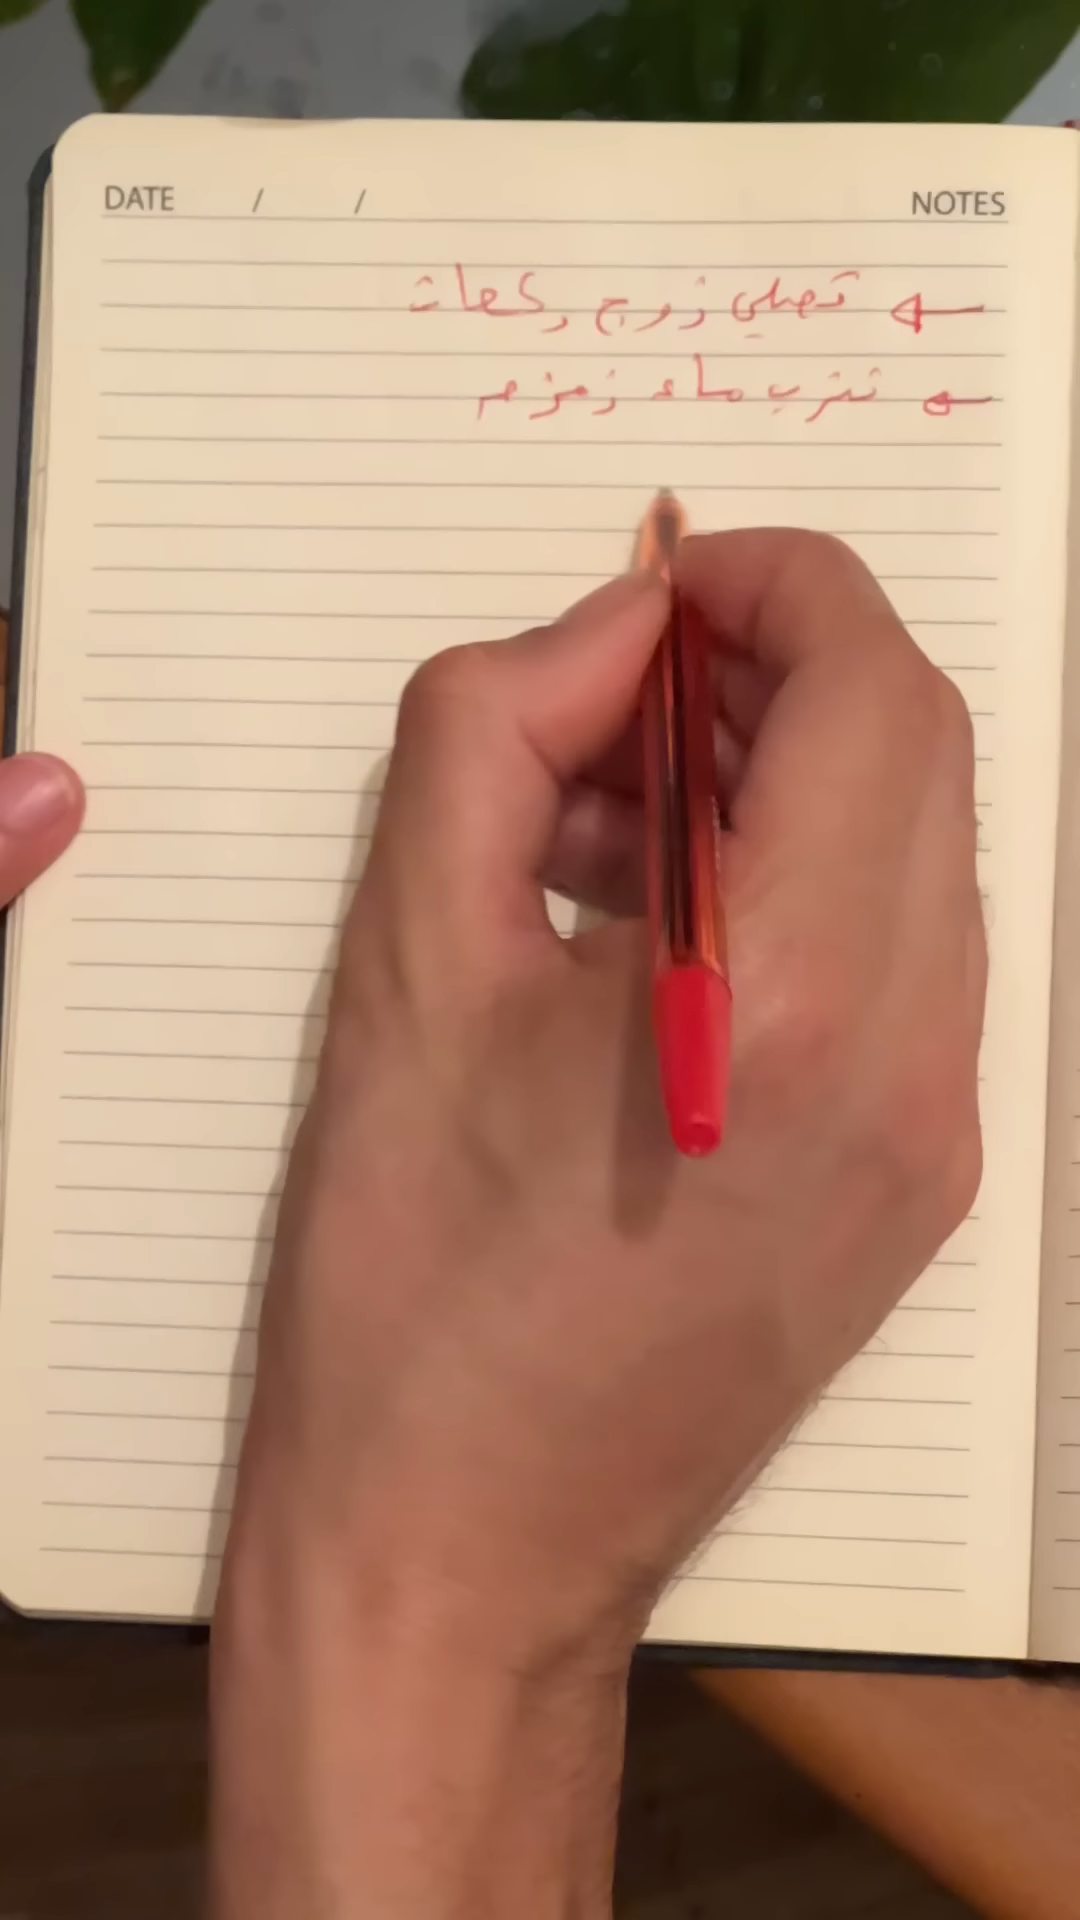 DATE / / NOTES
تصلي زوج ركعات
تشرب ماء زمزم